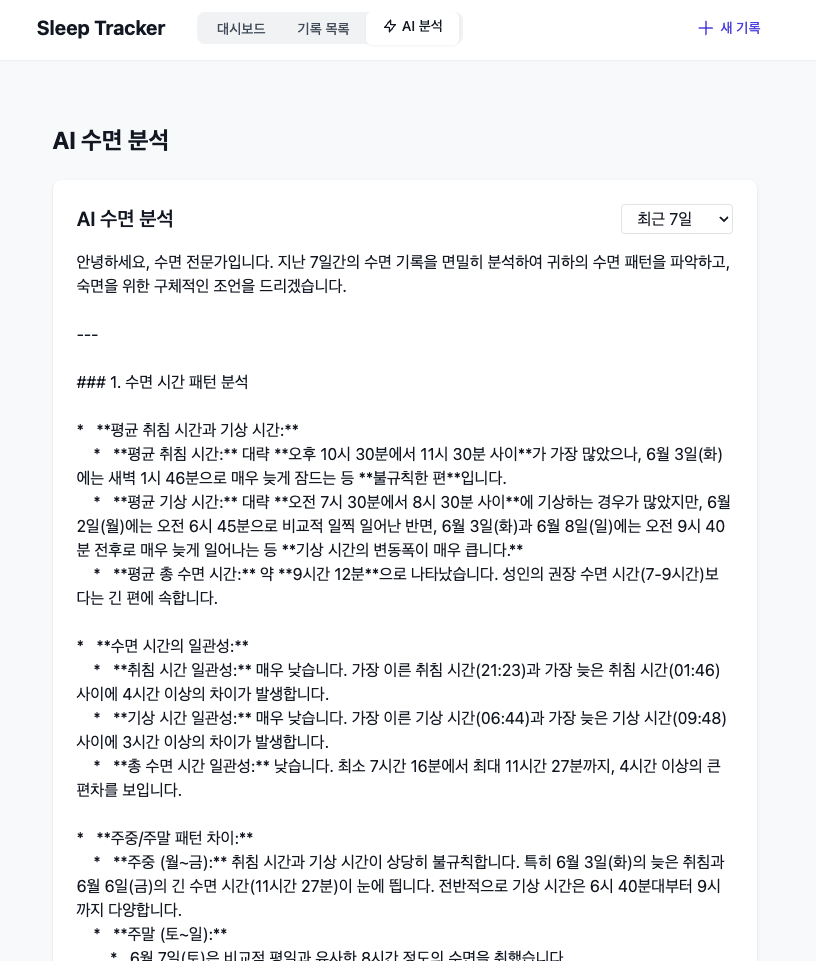 Sleep Tracker
대시보드
기록 목록
AI 분석
새 기록
AI 수면 분석
AI 수면 분석
최근 7일
안녕하세요, 수면 전문가입니다. 지난 7일간의 수면 기록을 면밀히 분석하여 귀하의 수면 패턴을 파악하고,
숙면을 위한 구체적인 조언을 드리겠습니다.
---
### 1. 수면 시간 패턴 분석
* **평균 취침 시간과 기상 시간:**
* **평균 취침 시간:** 대략 **오후 10시 30분에서 11시 30분 사이**가 가장 많았으나, 6월 3일(화)
에는 새벽 1시 46분으로 매우 늦게 잠드는 등 **불규칙한 편**입니다.
* **평균 기상 시간:** 대략 **오전 7시 30분에서 8시 30분 사이**에 기상하는 경우가 많았지만, 6월
2일(월)에는 오전 6시 45분으로 비교적 일찍 일어난 반면, 6월 3일(화)과 6월 8일(일)에는 오전 9시 40
분 전후로 매우 늦게 일어나는 등 **기상 시간의 변동폭이 매우 큽니다.**
* **평균 총 수면 시간:** 약 **9시간 12분**으로 나타났습니다. 성인의 권장 수면 시간(7-9시간)보
다는 긴 편에 속합니다.
* **수면 시간의 일관성:**
* **취침 시간 일관성:** 매우 낮습니다. 가장 이른 취침 시간(21:23)과 가장 늦은 취침 시간(01:46)
사이에 4시간 이상의 차이가 발생합니다.
* **기상 시간 일관성:** 매우 낮습니다. 가장 이른 기상 시간(06:44)과 가장 늦은 기상 시간(09:48)
사이에 3시간 이상의 차이가 발생합니다.
* **총 수면 시간 일관성:** 낮습니다. 최소 7시간 16분에서 최대 11시간 27분까지, 4시간 이상의 큰
편차를 보입니다.
* **주중/주말 패턴 차이:**
* **주중 (월~금):** 취침 시간과 기상 시간이 상당히 불규칙합니다. 특히 6월 3일(화)의 늦은 취침과
6월 6일(금)의 긴 수면 시간(11시간 27분)이 눈에 띕니다. 전반적으로 기상 시간은 6시 40분대부터 9시
까지 다양합니다.
* **주말 (토~일):**
* 6월 7일(토)은 비교적 평일과 유사한 8시간 정도의 수면을 취했습니다.